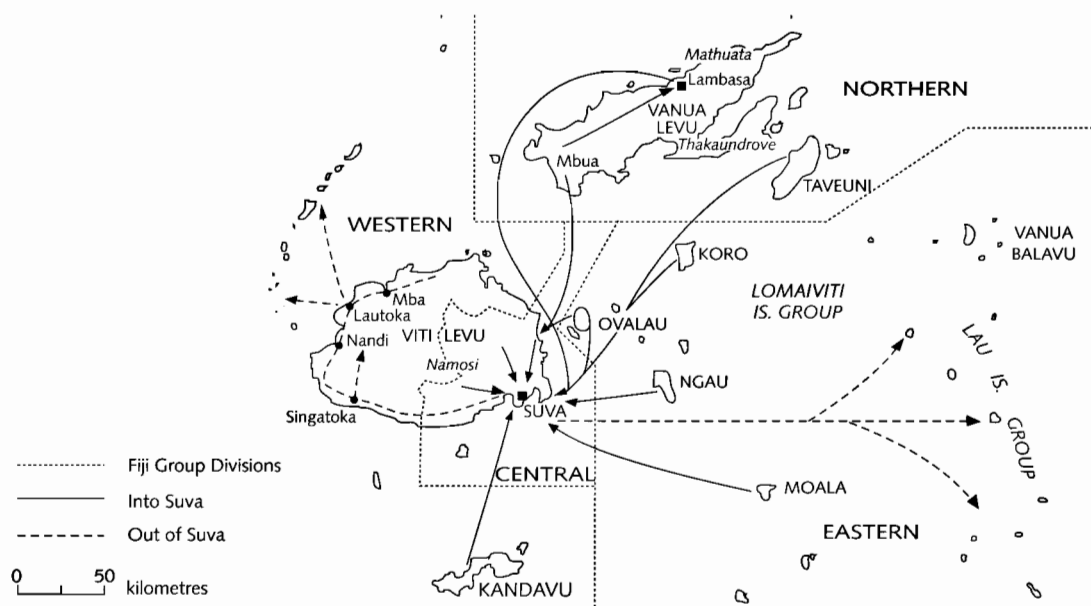 Mathuata
Lambasa
NORTHERN
VANUA
LEVU
Thakaundrove
Mbua
TAVEUNI
WESTERN
KORO
VANUA
BALAVU
LOMAIVITI
IS. GROUP
Mba
Lautoka
OVALAU
VITI LEVU
Nandi
LAU IS.
GROUP
Namosi
NGAU
SUVA
Singatoka
CENTRAL
MOALA
EASTERN
KANDAVU
Fiji Group Divisions
Into Suva
Out of Suva
0 50
kilometres